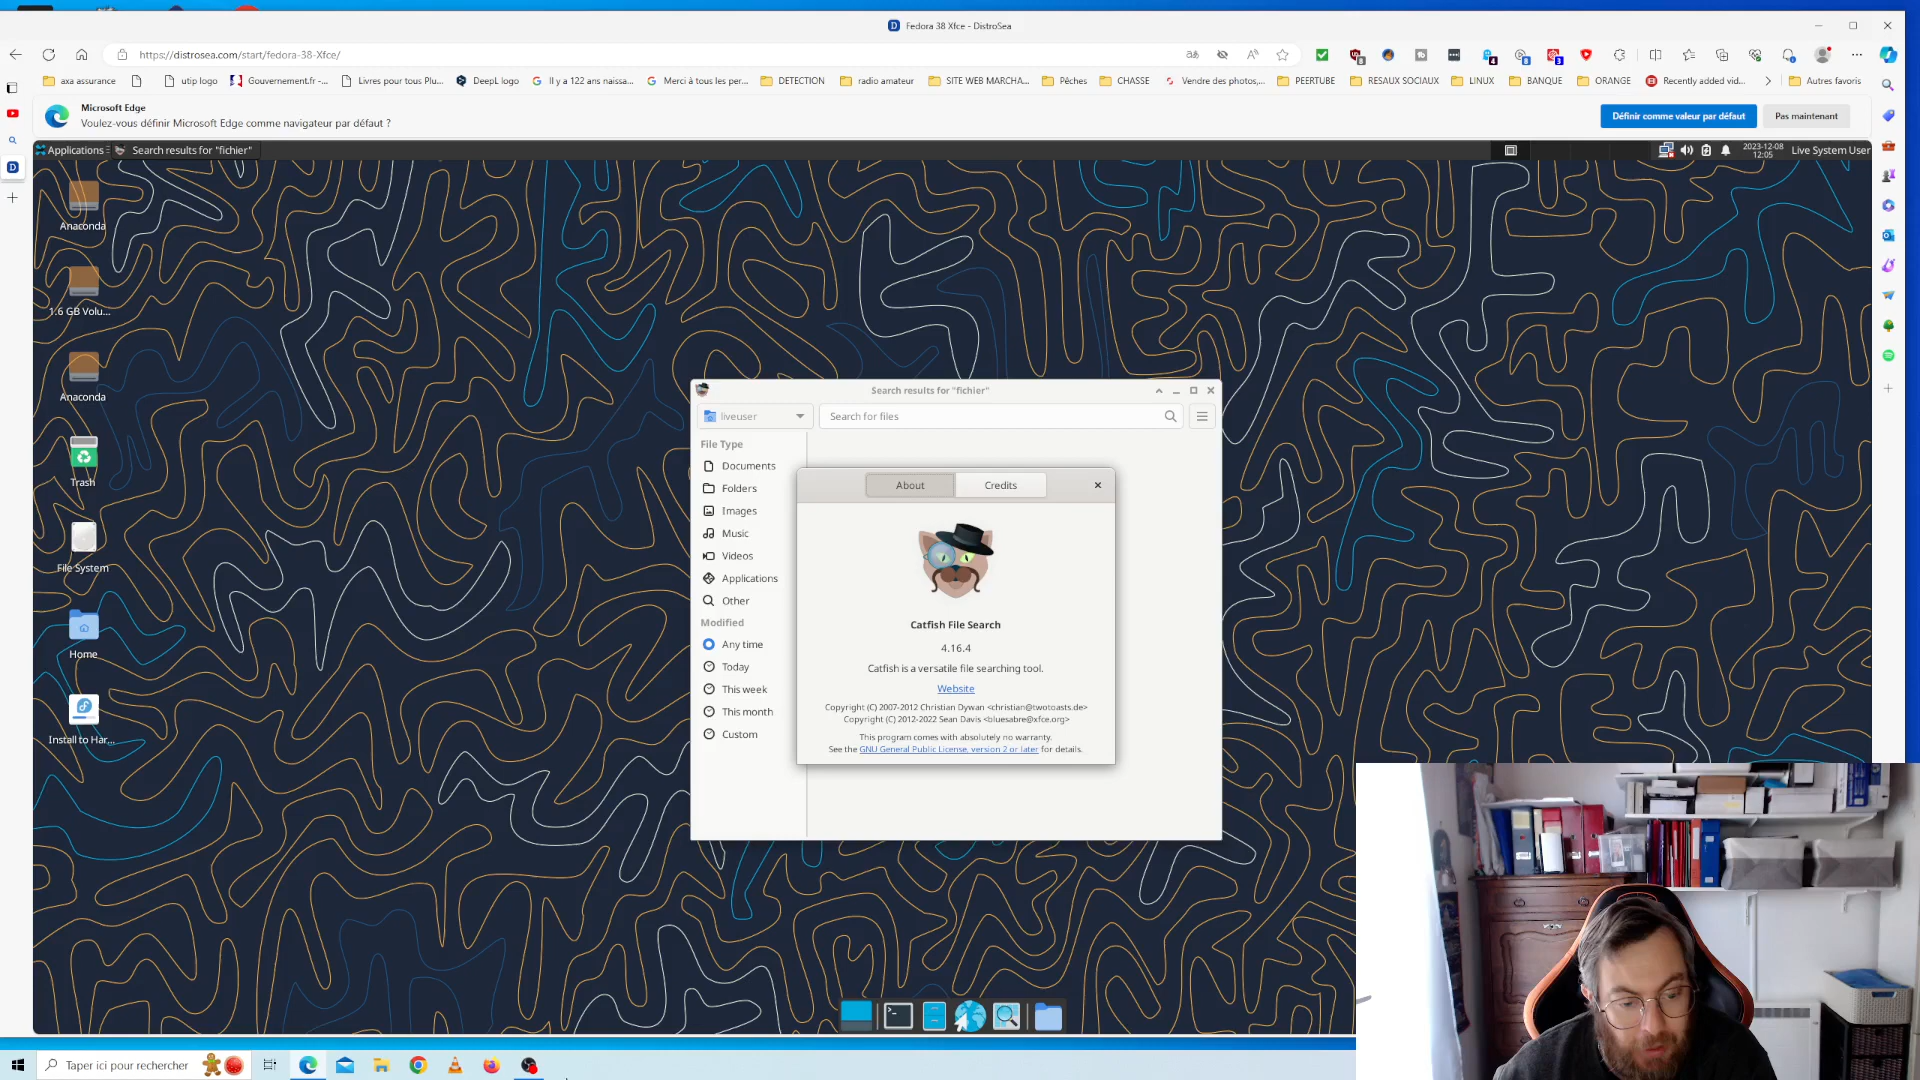 Fedora 38 Xfce - DistroSea
https://distrosea.com/start/fedora-38-Xfce/
axa assurance
utip logo
Gouvernement.fr -...
Livres pour tous Plu...
DeepL logo
Il y a 122 ans naissa...
Merci à tous les per...
DETECTION
radio amateur
SITE WEB MARCHA...
Pêches
CHASSE
Vendre des photos,...
PEERTUBE
RESAUX SOCIAUX
LINUX
BANQUE
ORANGE
Recently added vid...
Autres favoris
Microsoft Edge
Voulez-vous définir Microsoft Edge comme navigateur par défaut ?
Définir comme valeur par défaut
Pas maintenant
Applications
Search results for "fichier"
2023-12-08
12:05
Live System User
Anaconda
1.6 GB Volu...
Anaconda
Trash
File System
Home
Install to Har...
Search results for "fichier"
liveuser
Search for files
File Type
Documents
Folders
Images
Music
Videos
Applications
Other
Modified
Any time
Today
This week
This month
Custom
About
Credits
Catfish File Search
4.16.4
Catfish is a versatile file searching tool.
Website
Copyright (C) 2007-2012 Christian Dywan <christian@twotoasts.de>
Copyright (C) 2012-2022 Sean Davis <bluesabre@xfce.org>
This program comes with absolutely no warranty.
See the GNU General Public License, version 2 or later for details.
Taper ici pour rechercher